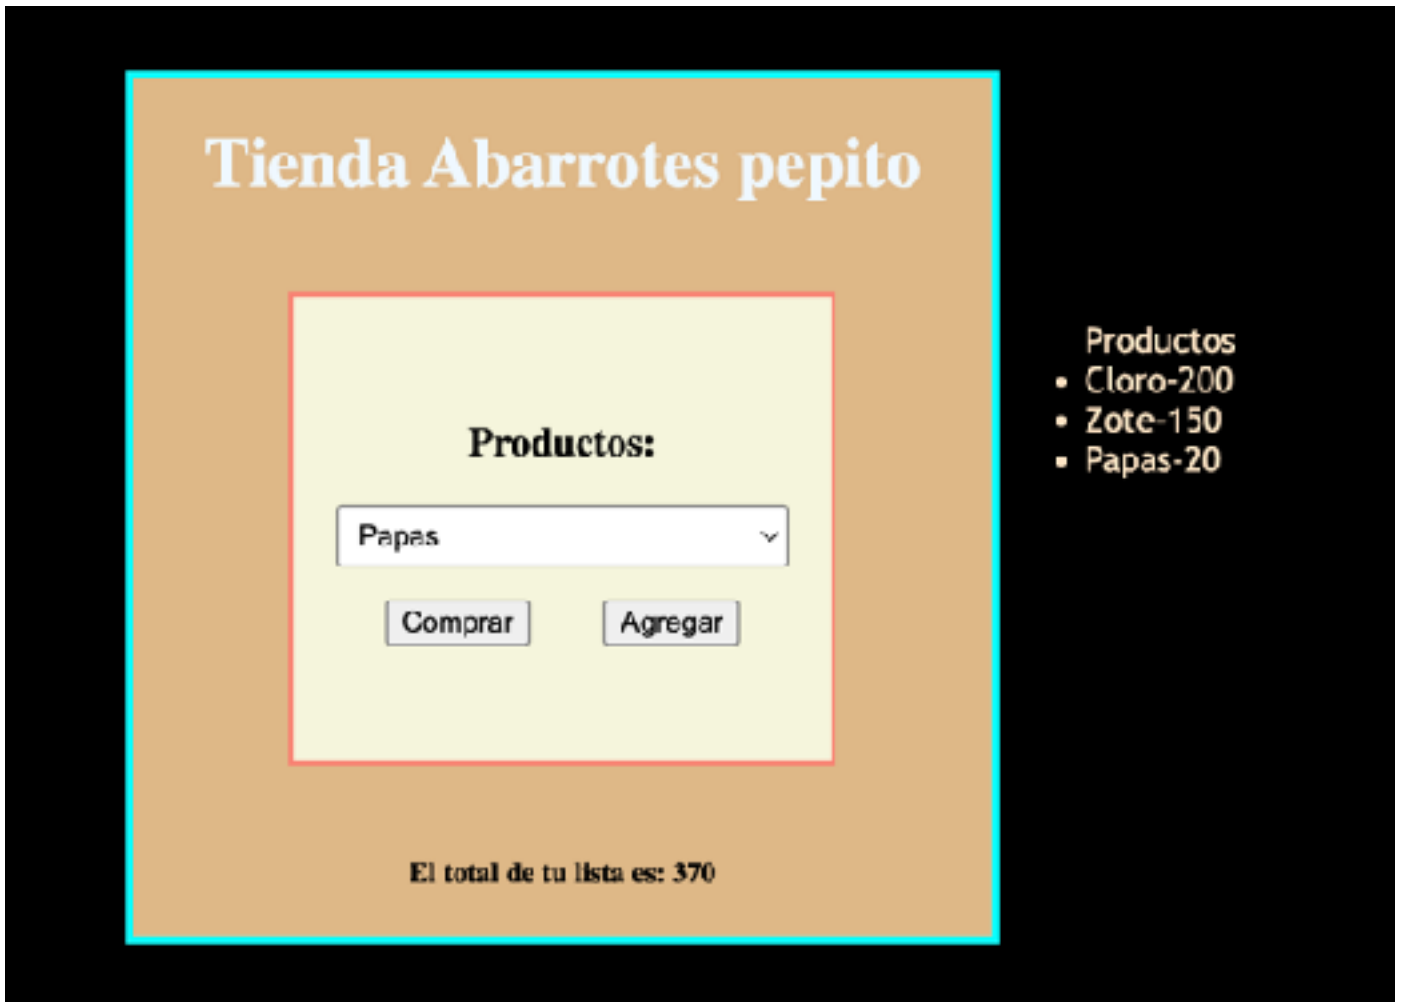 Tienda Abarrotes pepito
Productos:
Papas
Comprar Agregar
El total de tu lista es: 370
Productos
• Cloro-200
• Zote-150
• Papas-20